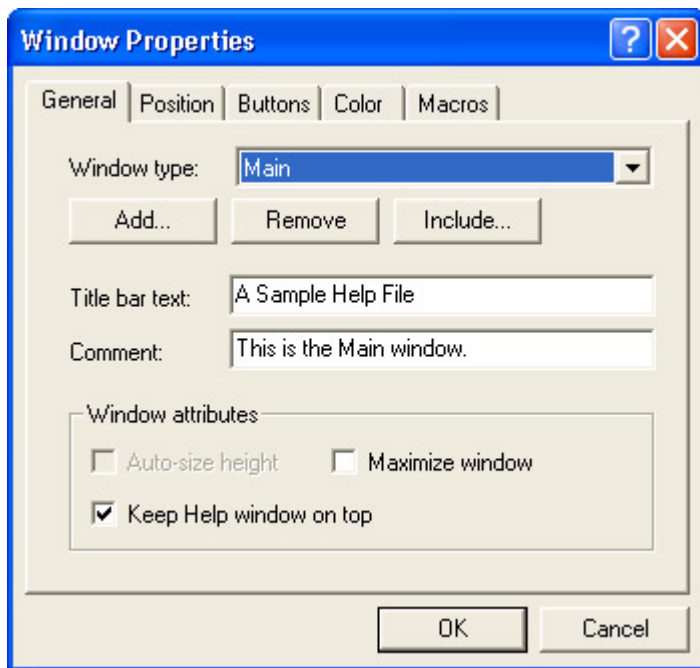 Window Properties
General Position Buttons Color Macros
Window type: Main
Add... Remove Include...
Title bar text: A Sample Help File
Comment: This is the Main window.
Window attributes
Auto-size height Maximize window
Keep Help window on top
OK Cancel